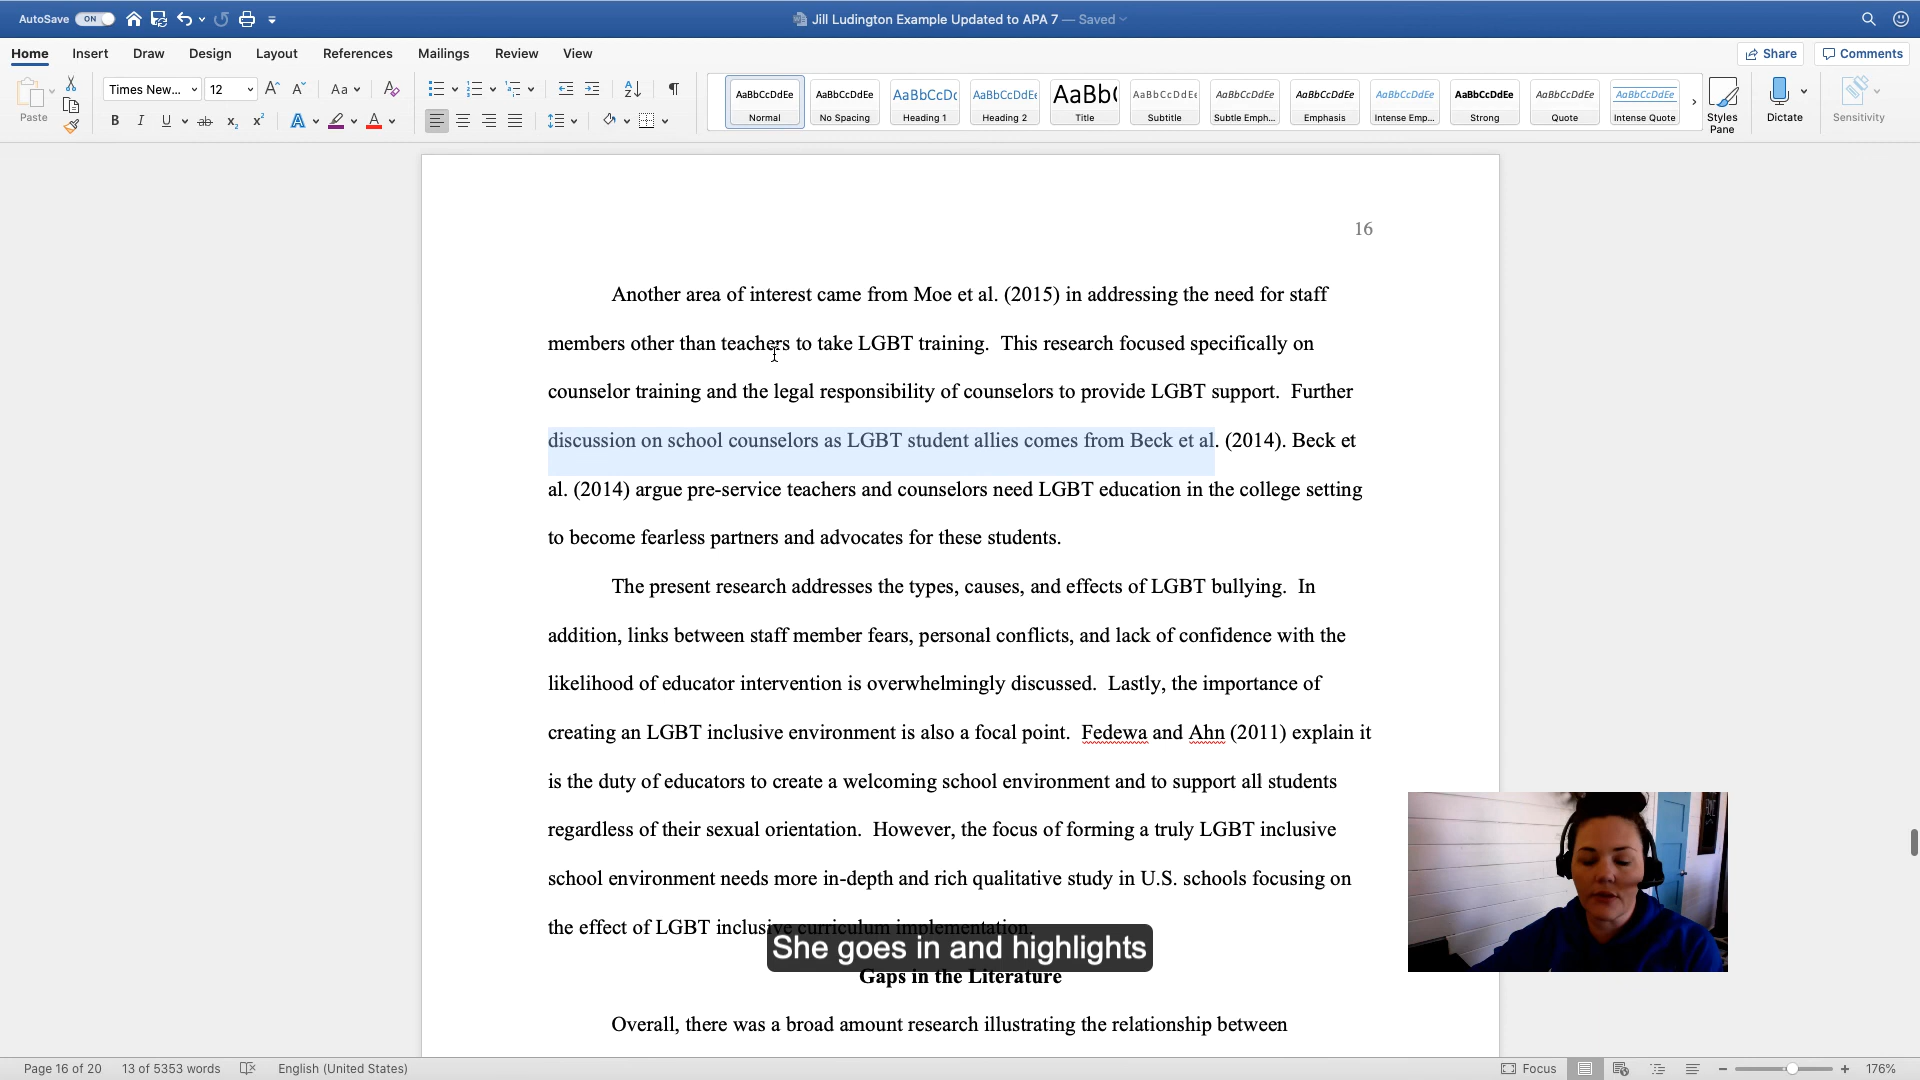 AutoSave ON Jill Ludington Example Updated to APA 7 — Saved
Home Insert Draw Design Layout References Mailings Review View Share Comments
Paste Times New... 12 Aa AaBbCcDdEe AaBbCcDdEe AaBbCcDc AaBbCcDdEe AaBb( AaBbCcDdEe AaBbCcDdEe AaBbCcDdEe AaBbCcDdEe AaBbCcDdEe AaBbCcDdEe AaBbCcDdEe
Normal No Spacing Heading 1 Heading 2 Title Subtitle Subtle Emph... Emphasis Intense Emp... Strong Quote Intense Quote Styles Pane Dictate Sensitivity
16
Another area of interest came from Moe et al. (2015) in addressing the need for staff
members other than teachers to take LGBT training.  This research focused specifically on
counselor training and the legal responsibility of counselors to provide LGBT support.  Further
discussion on school counselors as LGBT student allies comes from Beck et al. (2014). Beck et
al. (2014) argue pre-service teachers and counselors need LGBT education in the college setting
to become fearless partners and advocates for these students.
The present research addresses the types, causes, and effects of LGBT bullying.  In
addition, links between staff member fears, personal conflicts, and lack of confidence with the
likelihood of educator intervention is overwhelmingly discussed.  Lastly, the importance of
creating an LGBT inclusive environment is also a focal point.  Fedewa and Ahn (2011) explain it
is the duty of educators to create a welcoming school environment and to support all students
regardless of their sexual orientation.  However, the focus of forming a truly LGBT inclusive
school environment needs more in-depth and rich qualitative study in U.S. schools focusing on
the effect of LGBT inclusive curriculum implementation.
She goes in and highlights
Gaps in the Literature
Overall, there was a broad amount research illustrating the relationship between
Page 16 of 20 13 of 5353 words English (United States) Focus 176%